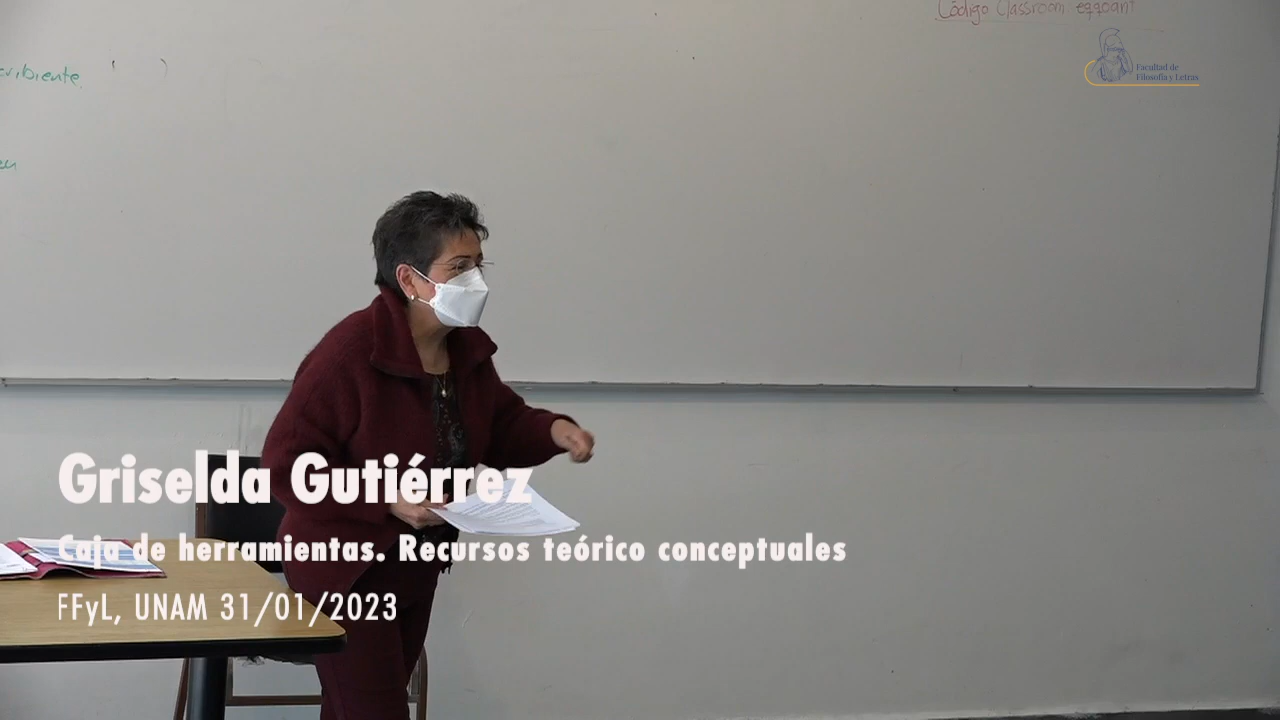 Código Classroom
Facultad de
Filosofía y Letras
Griselda Gutiérrez
Caja de herramientas. Recursos teórico conceptuales
FFyL, UNAM 31/01/2023